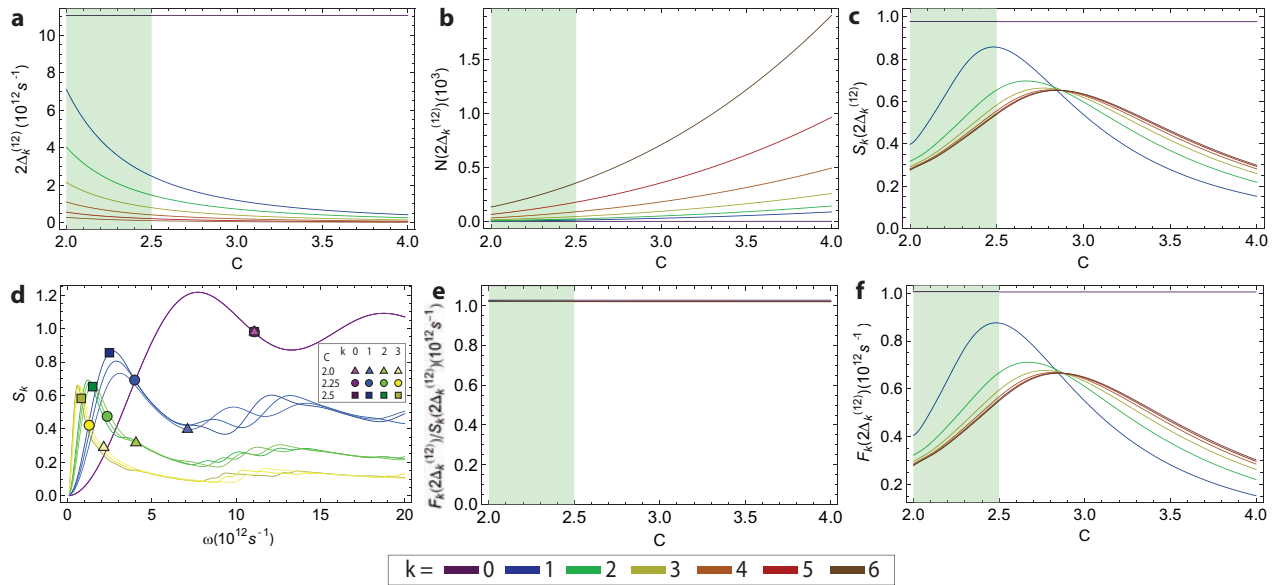 a
10
8
6
4
2
0
2.0 2.5 3.0 3.5 4.0
C
2Δk(12)(10^12 s^-1)
b
1.5
1.0
0.5
0.0
2.0 2.5 3.0 3.5 4.0
C
N(2Δk(12))(10^3)
c
1.0
0.8
0.6
0.4
0.2
0.0
2.0 2.5 3.0 3.5 4.0
C
Sk(2Δk(12))
d
1.2
1.0
0.8
0.6
0.4
0.2
0.0
0 5 10 15 20
ω(10^12 s^-1)
Sk
k 0 1 2 3
C
2.0
2.25
2.5
e
1.0
0.8
0.6
0.4
0.2
0.0
2.0 2.5 3.0 3.5 4.0
C
Fk(2Δk(12))/Sk(2Δk(12))(10^12 s^-1)
f
1.0
0.8
0.6
0.4
0.2
2.0 2.5 3.0 3.5 4.0
C
Fk(2Δk(12))(10^12 s^-1)
k = 0 1 2 3 4 5 6